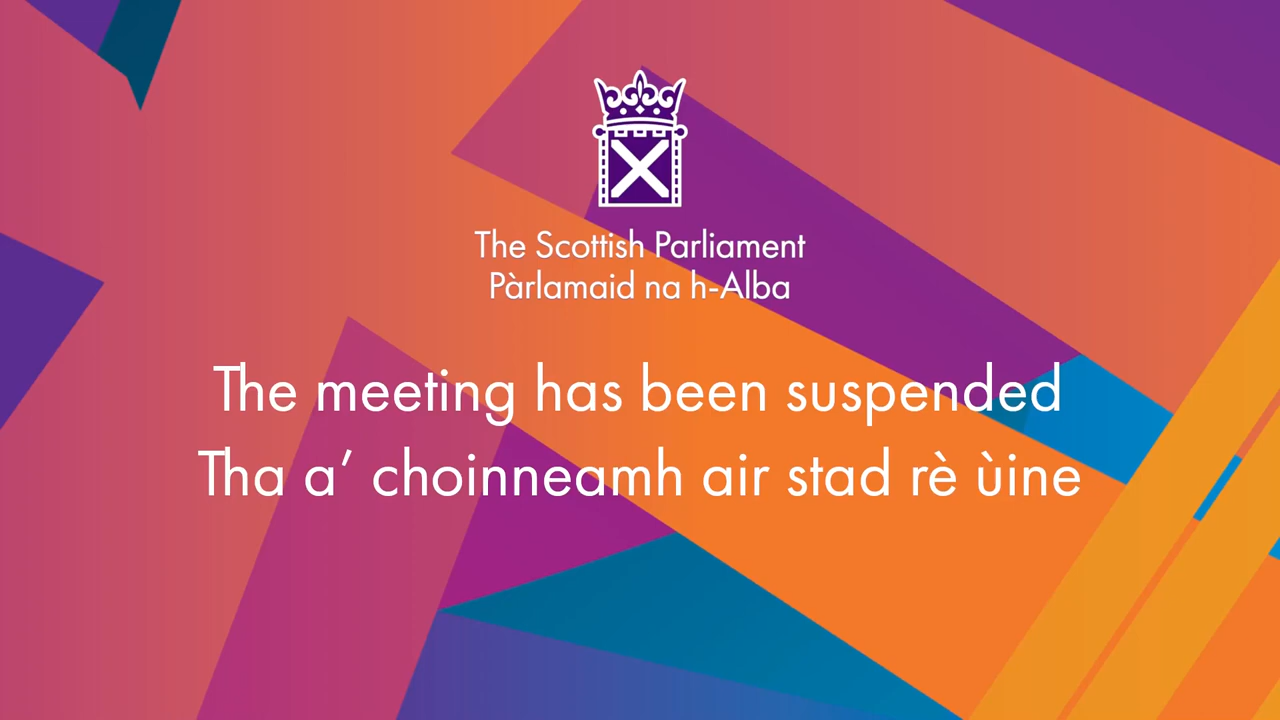 The Scottish Parliament
Pàrlamaid na h-Alba
The meeting has been suspended
Tha a’ choinneamh air stad rè ùine